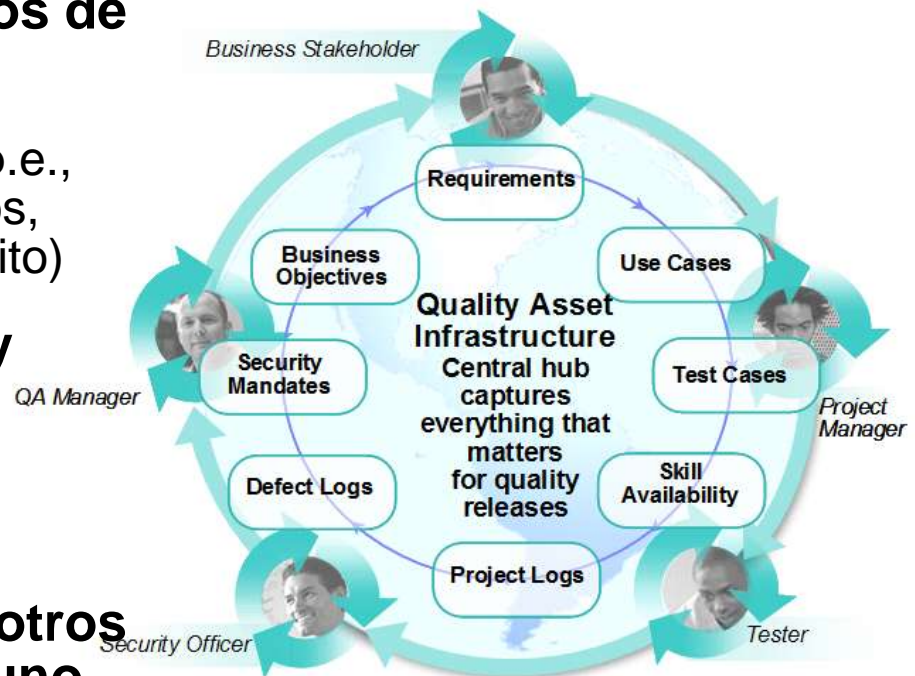 os de
p.e.,
os,
ito)
y
otros
uno
Business Stakeholder
Requirements
Business
Objectives
Use Cases
Quality Asset
Infrastructure
Central hub
captures
everything that
matters
for quality
releases
Security
Mandates
Test Cases
QA Manager
Project
Manager
Defect Logs
Skill
Availability
Project Logs
Security Officer
Tester